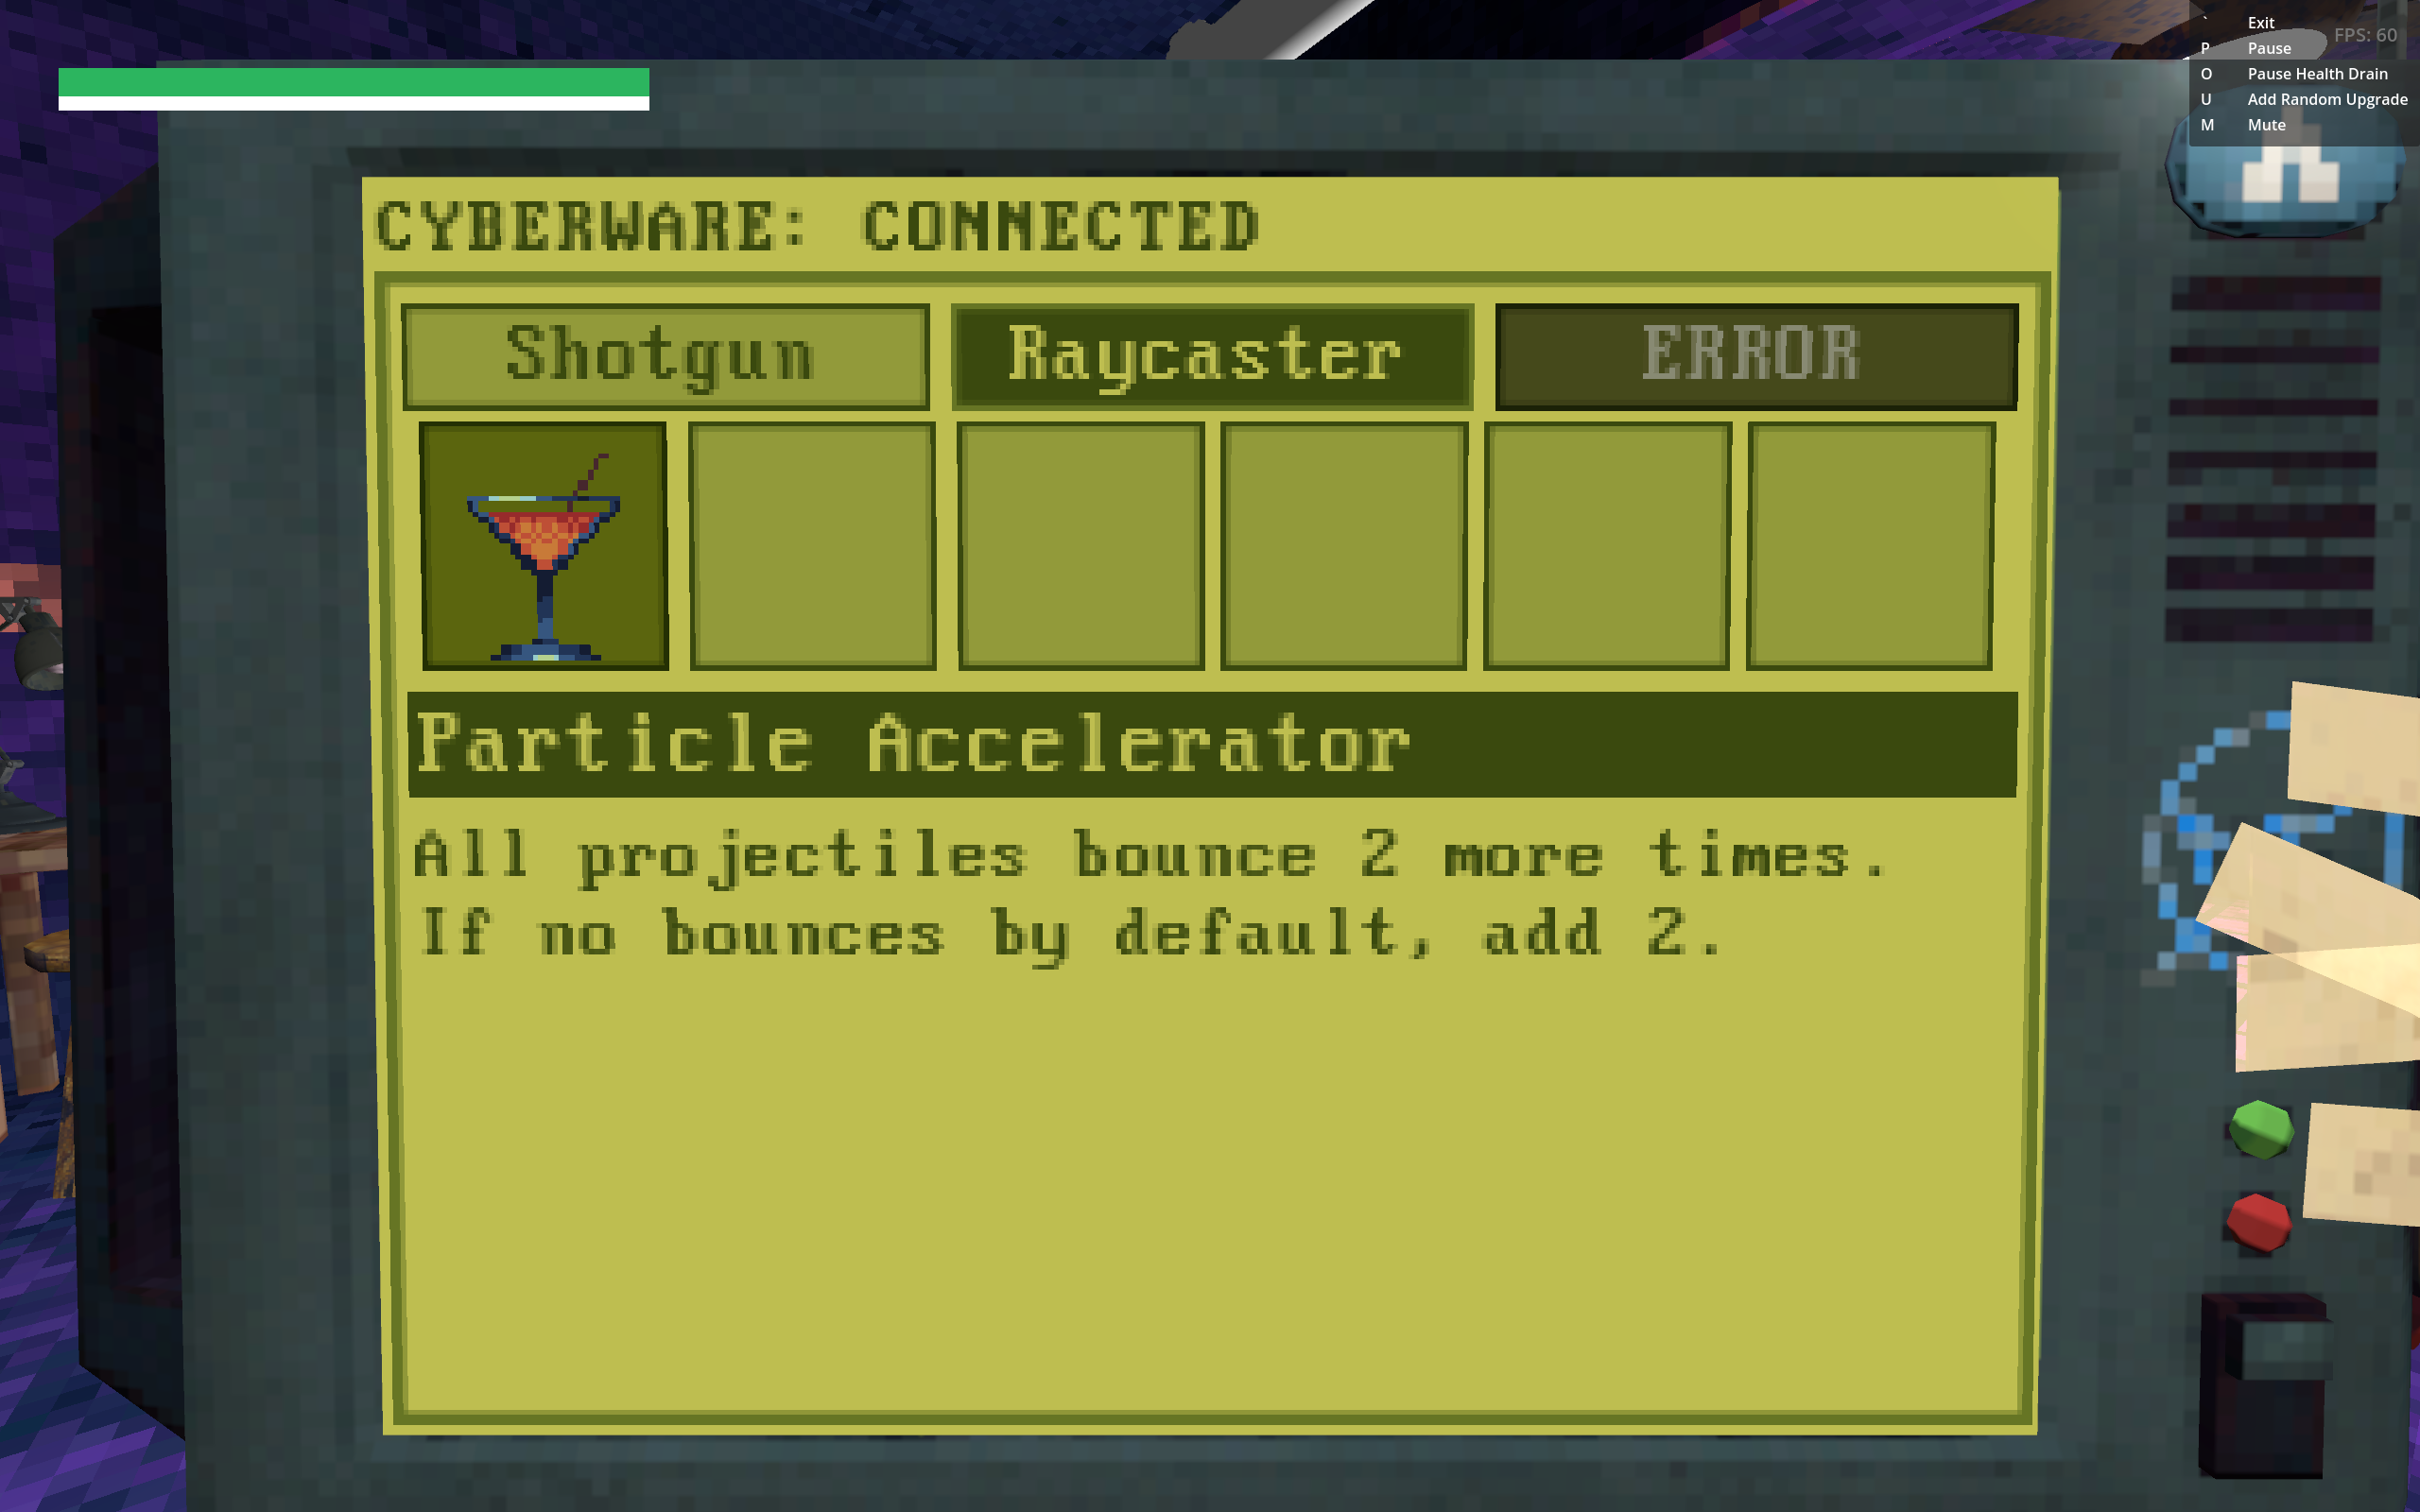 ` Exit
FPS: 60
P Pause
O Pause Health Drain
U Add Random Upgrade
M Mute
CYBERWARE: CONNECTED
Shotgun
Raycaster
ERROR
Particle Accelerator
All projectiles bounce 2 more times.
If no bounces by default, add 2.